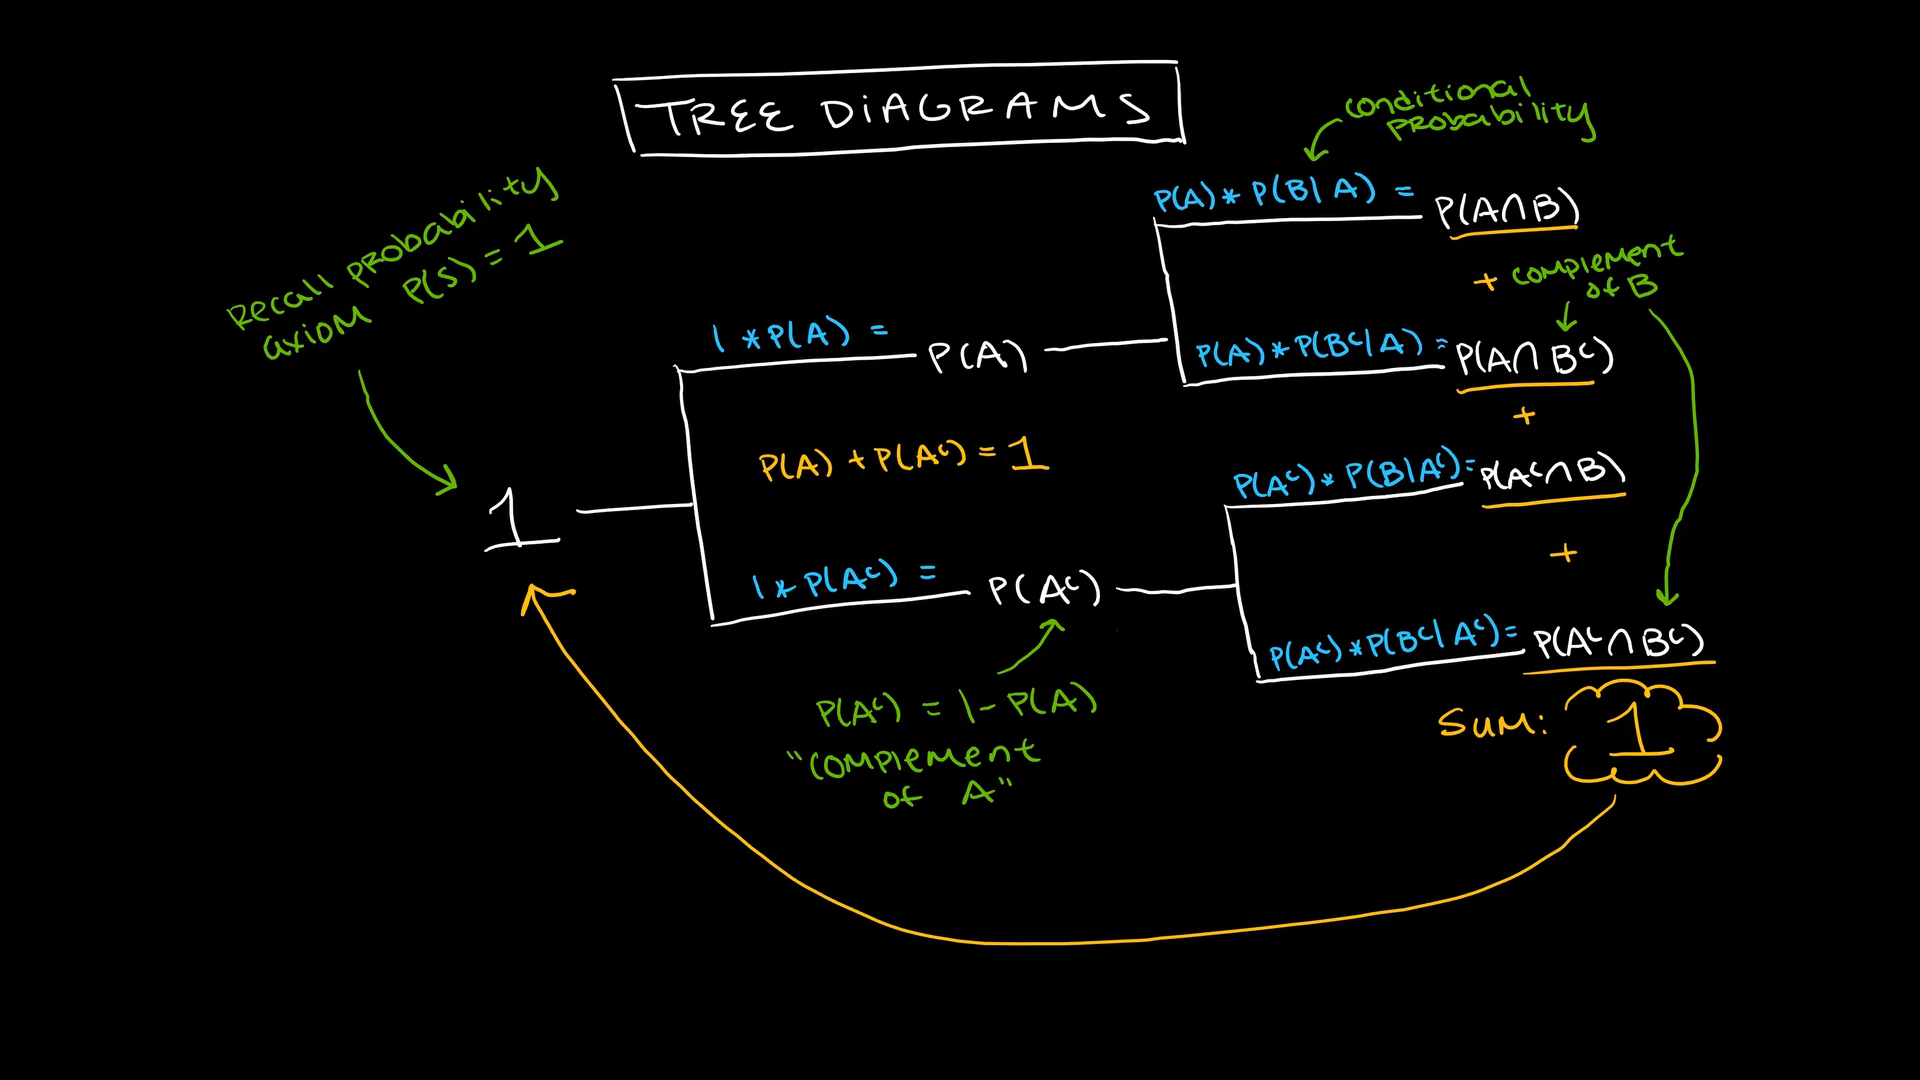 TREE DIAGRAMS
conditional
probability
Recall probability
axiom P(S) = 1
P(A) * P(B|A) =
P(A∩B)
+ complement
of B
1 * P(A) =
P(A)
P(A) * P(Bᶜ|A) =
P(A∩Bᶜ)
+
P(A) + P(Aᶜ) = 1
P(Aᶜ) * P(B|Aᶜ) =
P(Aᶜ∩B)
1
+
1 * P(Aᶜ) =
P(Aᶜ)
P(Aᶜ) * P(Bᶜ|Aᶜ) =
P(Aᶜ∩Bᶜ)
P(Aᶜ) = 1 - P(A)
"complement
of A"
Sum: 1